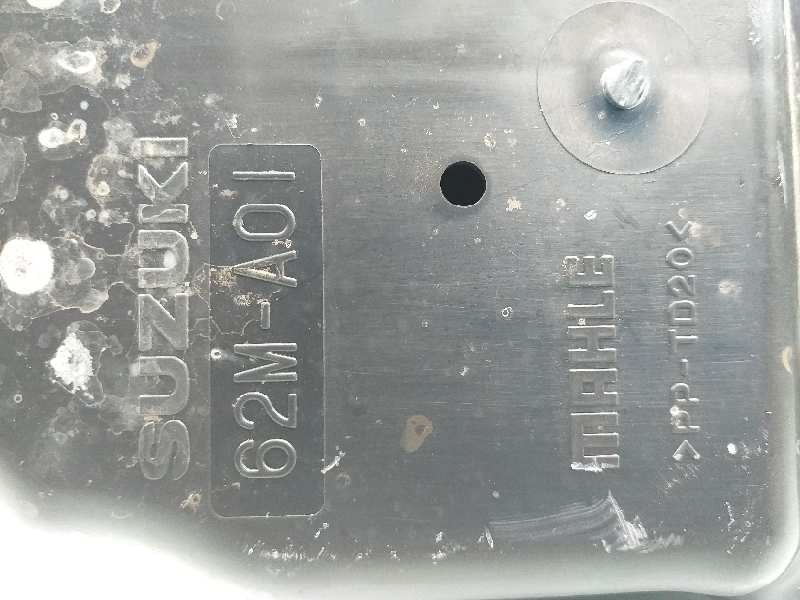 SUZUKI
62M-A01
MAHLE
>PP-TD20<